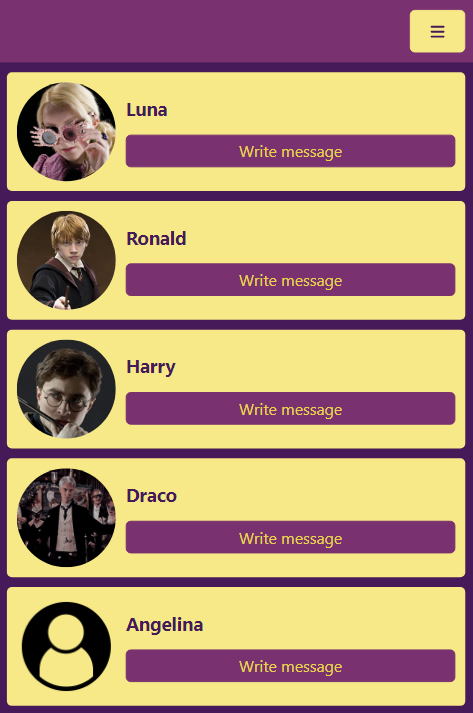 Luna
Write message
Ronald
Write message
Harry
Write message
Draco
Write message
Angelina
Write message